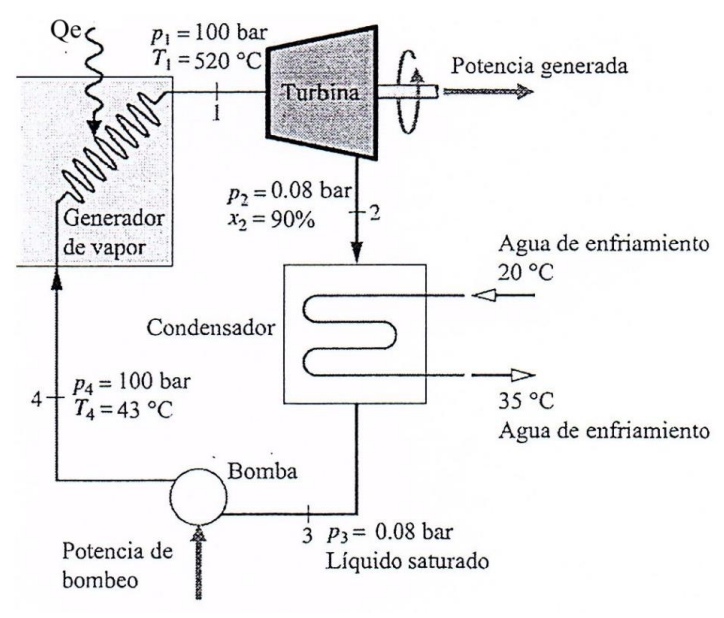 Qe
p₁ = 100 bar
T₁ = 520 °C
Turbina
Potencia generada
1
Generador
de vapor
p₂ = 0.08 bar
x₂ = 90%
2
Agua de enfriamiento
20 °C
Condensador
35 °C
Agua de enfriamiento
4
p₄ = 100 bar
T₄ = 43 °C
Bomba
3
p₃ = 0.08 bar
Líquido saturado
Potencia de
bombeo